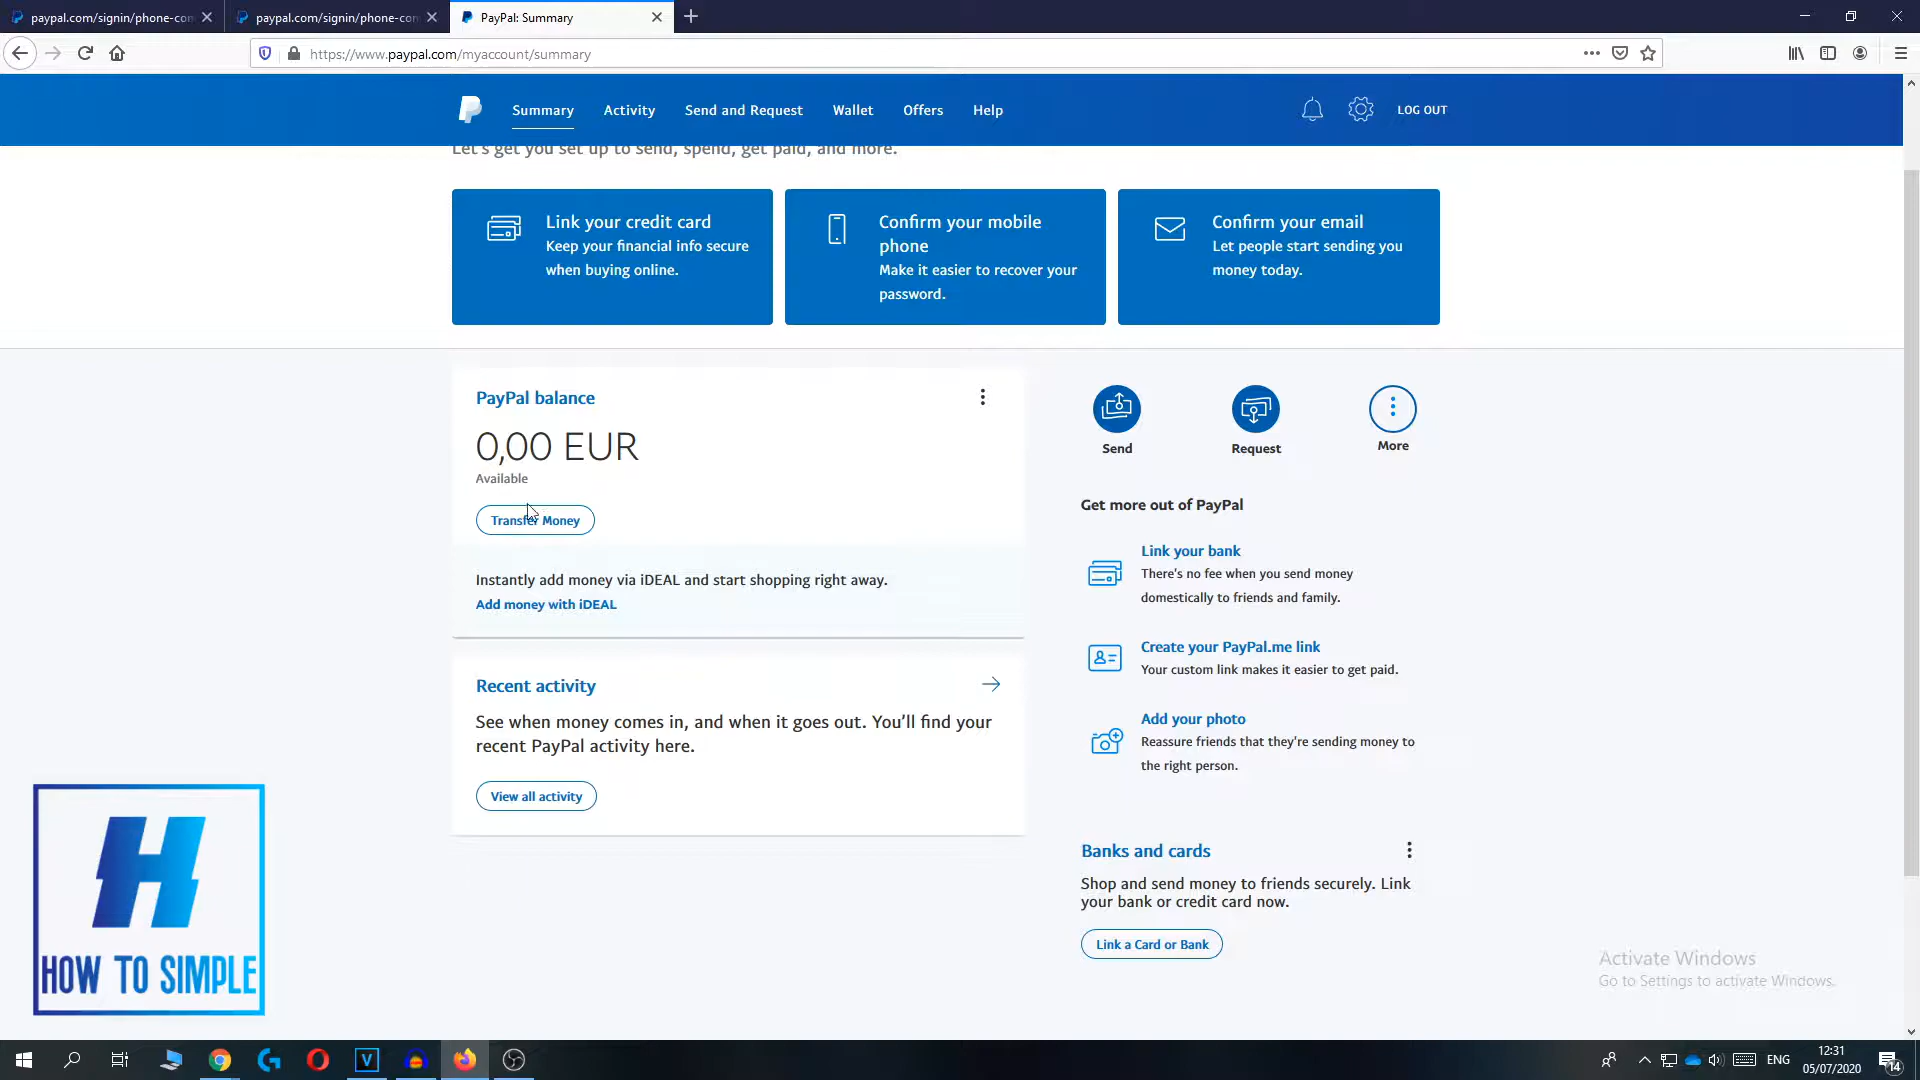 paypal.com/signin/phone-con
paypal.com/signin/phone-con
PayPal: Summary
https://www.paypal.com/myaccount/summary
Summary
Activity
Send and Request
Wallet
Offers
Help
LOG OUT
Let's get you set up to send, spend, get paid, and more.
Link your credit card
Keep your financial info secure
when buying online.
Confirm your mobile
phone
Make it easier to recover your
password.
Confirm your email
Let people start sending you
money today.
PayPal balance
0,00 EUR
Available
Transfer Money
Instantly add money via iDEAL and start shopping right away.
Add money with iDEAL
Recent activity
See when money comes in, and when it goes out. You'll find your
recent PayPal activity here.
View all activity
Send
Request
More
Get more out of PayPal
Link your bank
There's no fee when you send money
domestically to friends and family.
Create your PayPal.me link
Your custom link makes it easier to get paid.
Add your photo
Reassure friends that they're sending money to
the right person.
Banks and cards
Shop and send money to friends securely. Link
your bank or credit card now.
Link a Card or Bank
H
HOW TO SIMPLE
Activate Windows
Go to Settings to activate Windows.
V
ENG
12:31
05/07/2020
14